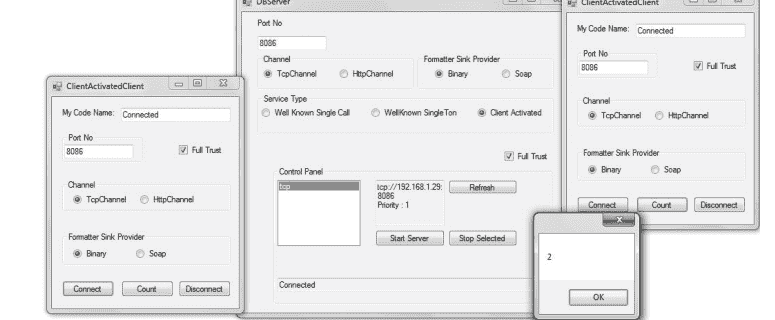 DBServer
Port No
8086
Channel
TcpChannel HttpChannel
Formatter Sink Provider
Binary Soap
Service Type
Well Known Single Call WellKnown SingleTon Client Activated
Full Trust
Control Panel
tcp
tcp://192.168.1.29:
8086
Priority : 1
Refresh
Start Server Stop Selected
Connected
ClientActivatedClient
My Code Name: Connected
Port No
8086
Full Trust
Channel
TcpChannel HttpChannel
Formatter Sink Provider
Binary Soap
Connect Count Disconnect
ClientActivatedClient
My Code Name: Connected
Port No
8086
Full Trust
Channel
TcpChannel HttpChannel
Formatter Sink Provider
Binary Soap
Connect Count Disconnect
2
OK